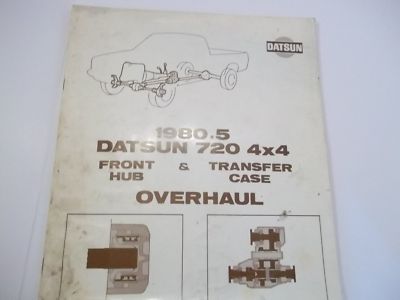 DATSUN
1980.5
DATSUN 720 4x4
FRONT & TRANSFER
HUB CASE
OVERHAUL